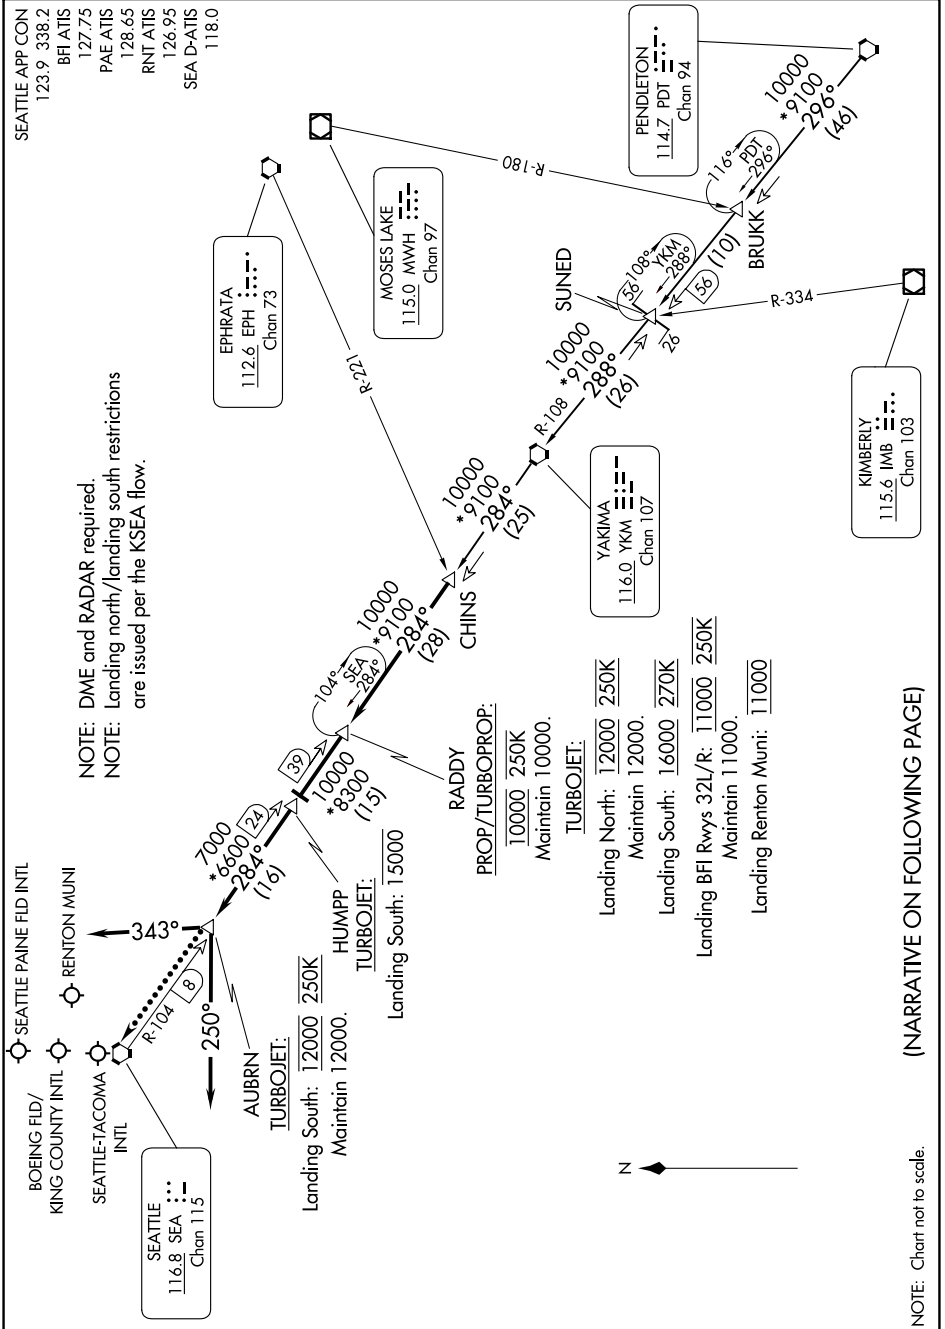 SEATTLE APP CON
123.9 338.2
BFI ATIS
127.75
PAE ATIS
128.65
RNT ATIS
126.95
SEA D-ATIS
118.0
NOTE: DME and RADAR required.
NOTE: Landing north/landing south restrictions
are issued per the KSEA flow.
BOEING FLD/
KING COUNTY INTL
SEATTLE PAINE FLD INTL
RENTON MUNI
SEATTLE-TACOMA
INTL
SEATTLE
116.8 SEA
Chan 115
R-104
8
343°
250°
AUBRN
TURBOJET:
Landing South: 12000 250K
Maintain 12000.
7000
*6600
284°
(16)
24
HUMPP
TURBOJET:
Landing South: 15000
39
10000
*8300
(15)
104°
SEA
284°
RADDY
PROP/TURBOPROP:
10000 250K
Maintain 10000.
TURBOJET:
Landing North: 12000 250K
Maintain 12000.
Landing South: 16000 270K
Landing BFI Rwys 32L/R: 11000 250K
Maintain 11000.
Landing Renton Muni: 11000
10000
*9100
284°
(28)
CHINS
EPHRATA
112.6 EPH
Chan 73
R-221
10000
*9100
284°
(25)
YAKIMA
116.0 YKM
Chan 107
R-108
10000
*9100
288°
(26)
MOSES LAKE
115.0 MWH
Chan 97
R-180
SUNED
56
108°
YKM
288°
26
56
(10)
BRUKK
116°
PDT
296°
R-334
KIMBERLY
115.6 IMB
Chan 103
PENDLETON
114.7 PDT
Chan 94
10000
*9100
296°
(46)
N
NOTE: Chart not to scale.
(NARRATIVE ON FOLLOWING PAGE)